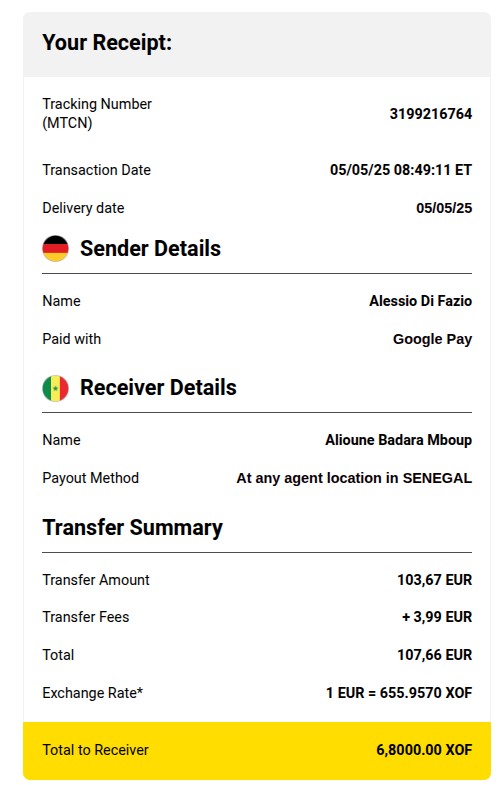 Your Receipt:
Tracking Number
(MTCN)
3199216764
Transaction Date 05/05/25 08:49:11 ET
Delivery date 05/05/25
Sender Details
Name Alessio Di Fazio
Paid with Google Pay
Receiver Details
Name Alioune Badara Mboup
Payout Method At any agent location in SENEGAL
Transfer Summary
Transfer Amount 103,67 EUR
Transfer Fees + 3,99 EUR
Total 107,66 EUR
Exchange Rate* 1 EUR = 655.9570 XOF
Total to Receiver 6,8000.00 XOF